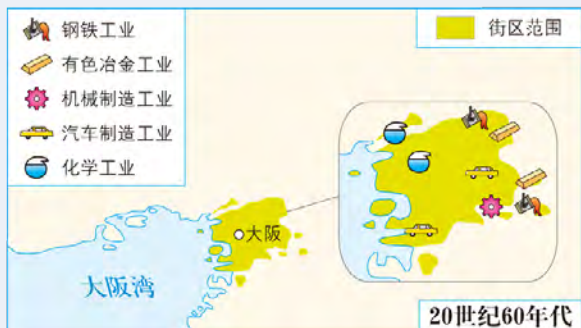 钢铁工业
有色冶金工业
机械制造工业
汽车制造工业
化学工业
街区范围
大阪
大阪湾
20世纪60年代